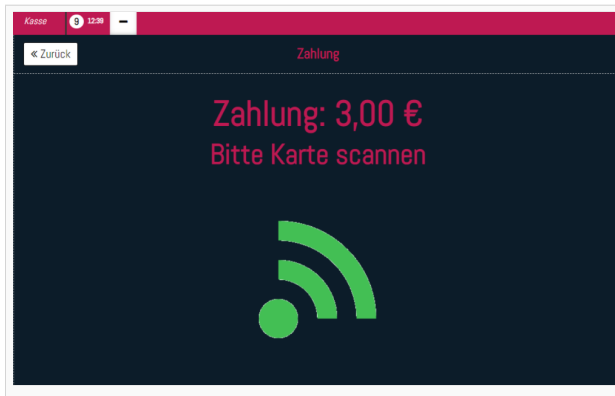 Kasse 9 12:39
« Zurück Zahlung
Zahlung: 3,00 €
Bitte Karte scannen